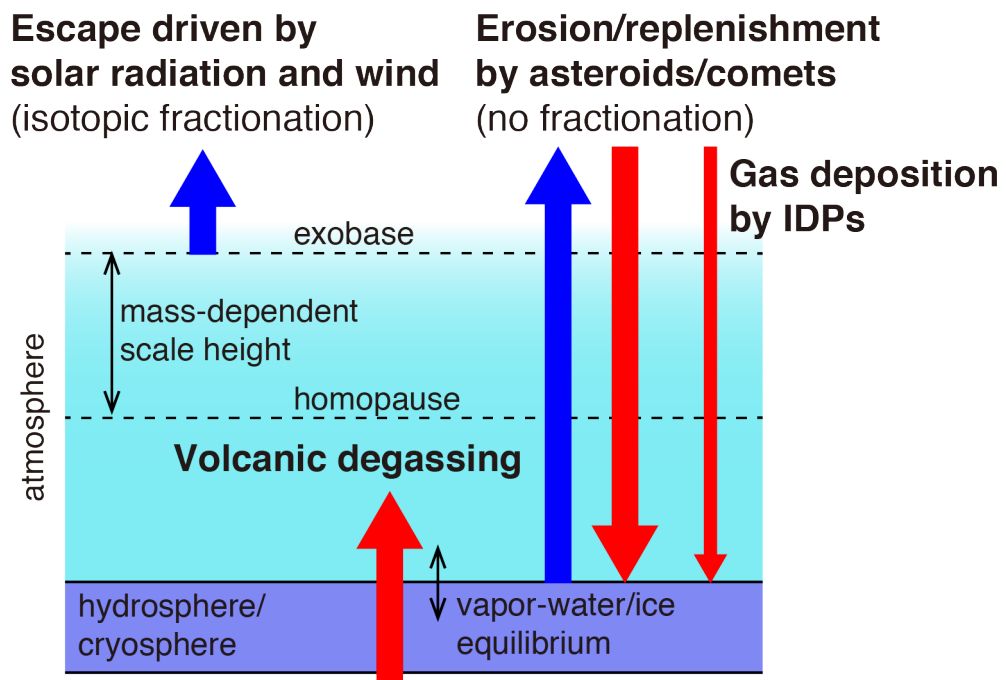 Escape driven by
solar radiation and wind
(isotopic fractionation)
Erosion/replenishment
by asteroids/comets
(no fractionation)
Gas deposition
by IDPs
exobase
mass-dependent
scale height
homopause
atmosphere
Volcanic degassing
hydrosphere/
cryosphere
vapor-water/ice
equilibrium